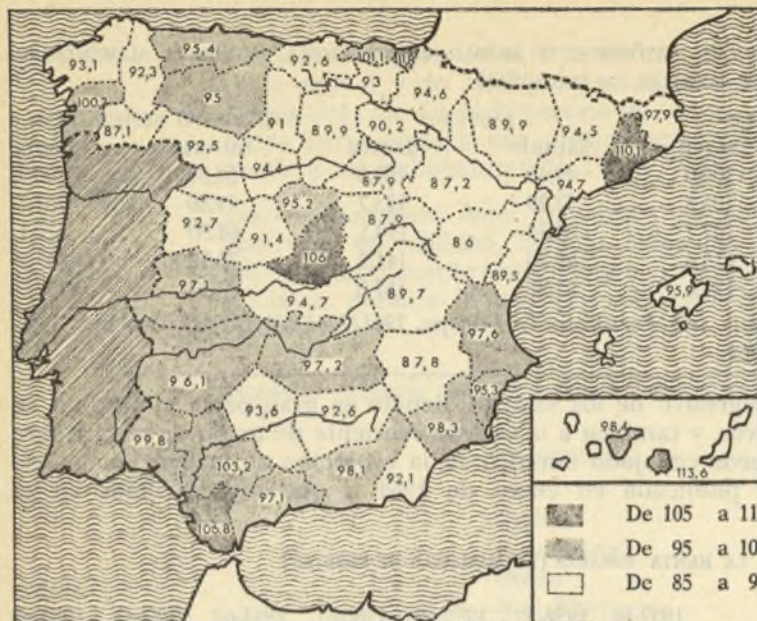 93,1 92,3 95,4 92,6 101,1 93 94,6
100,2 95 91 89,9 90,2 89,9 94,5 97,9
87,1 92,5 110,1
94,7
95,2 87,9 87,2
92,7 91,4 106 87,9 86
94,7 89,7 89,5 95,9
97,6
96,1 97,2 87,8 95,3
93,6 92,6 98,3
99,8 103,2 98,1 92,1
106,8 97,1
98,4
113,6
De 105 a 11
De 95 a 10
De 85 a 9